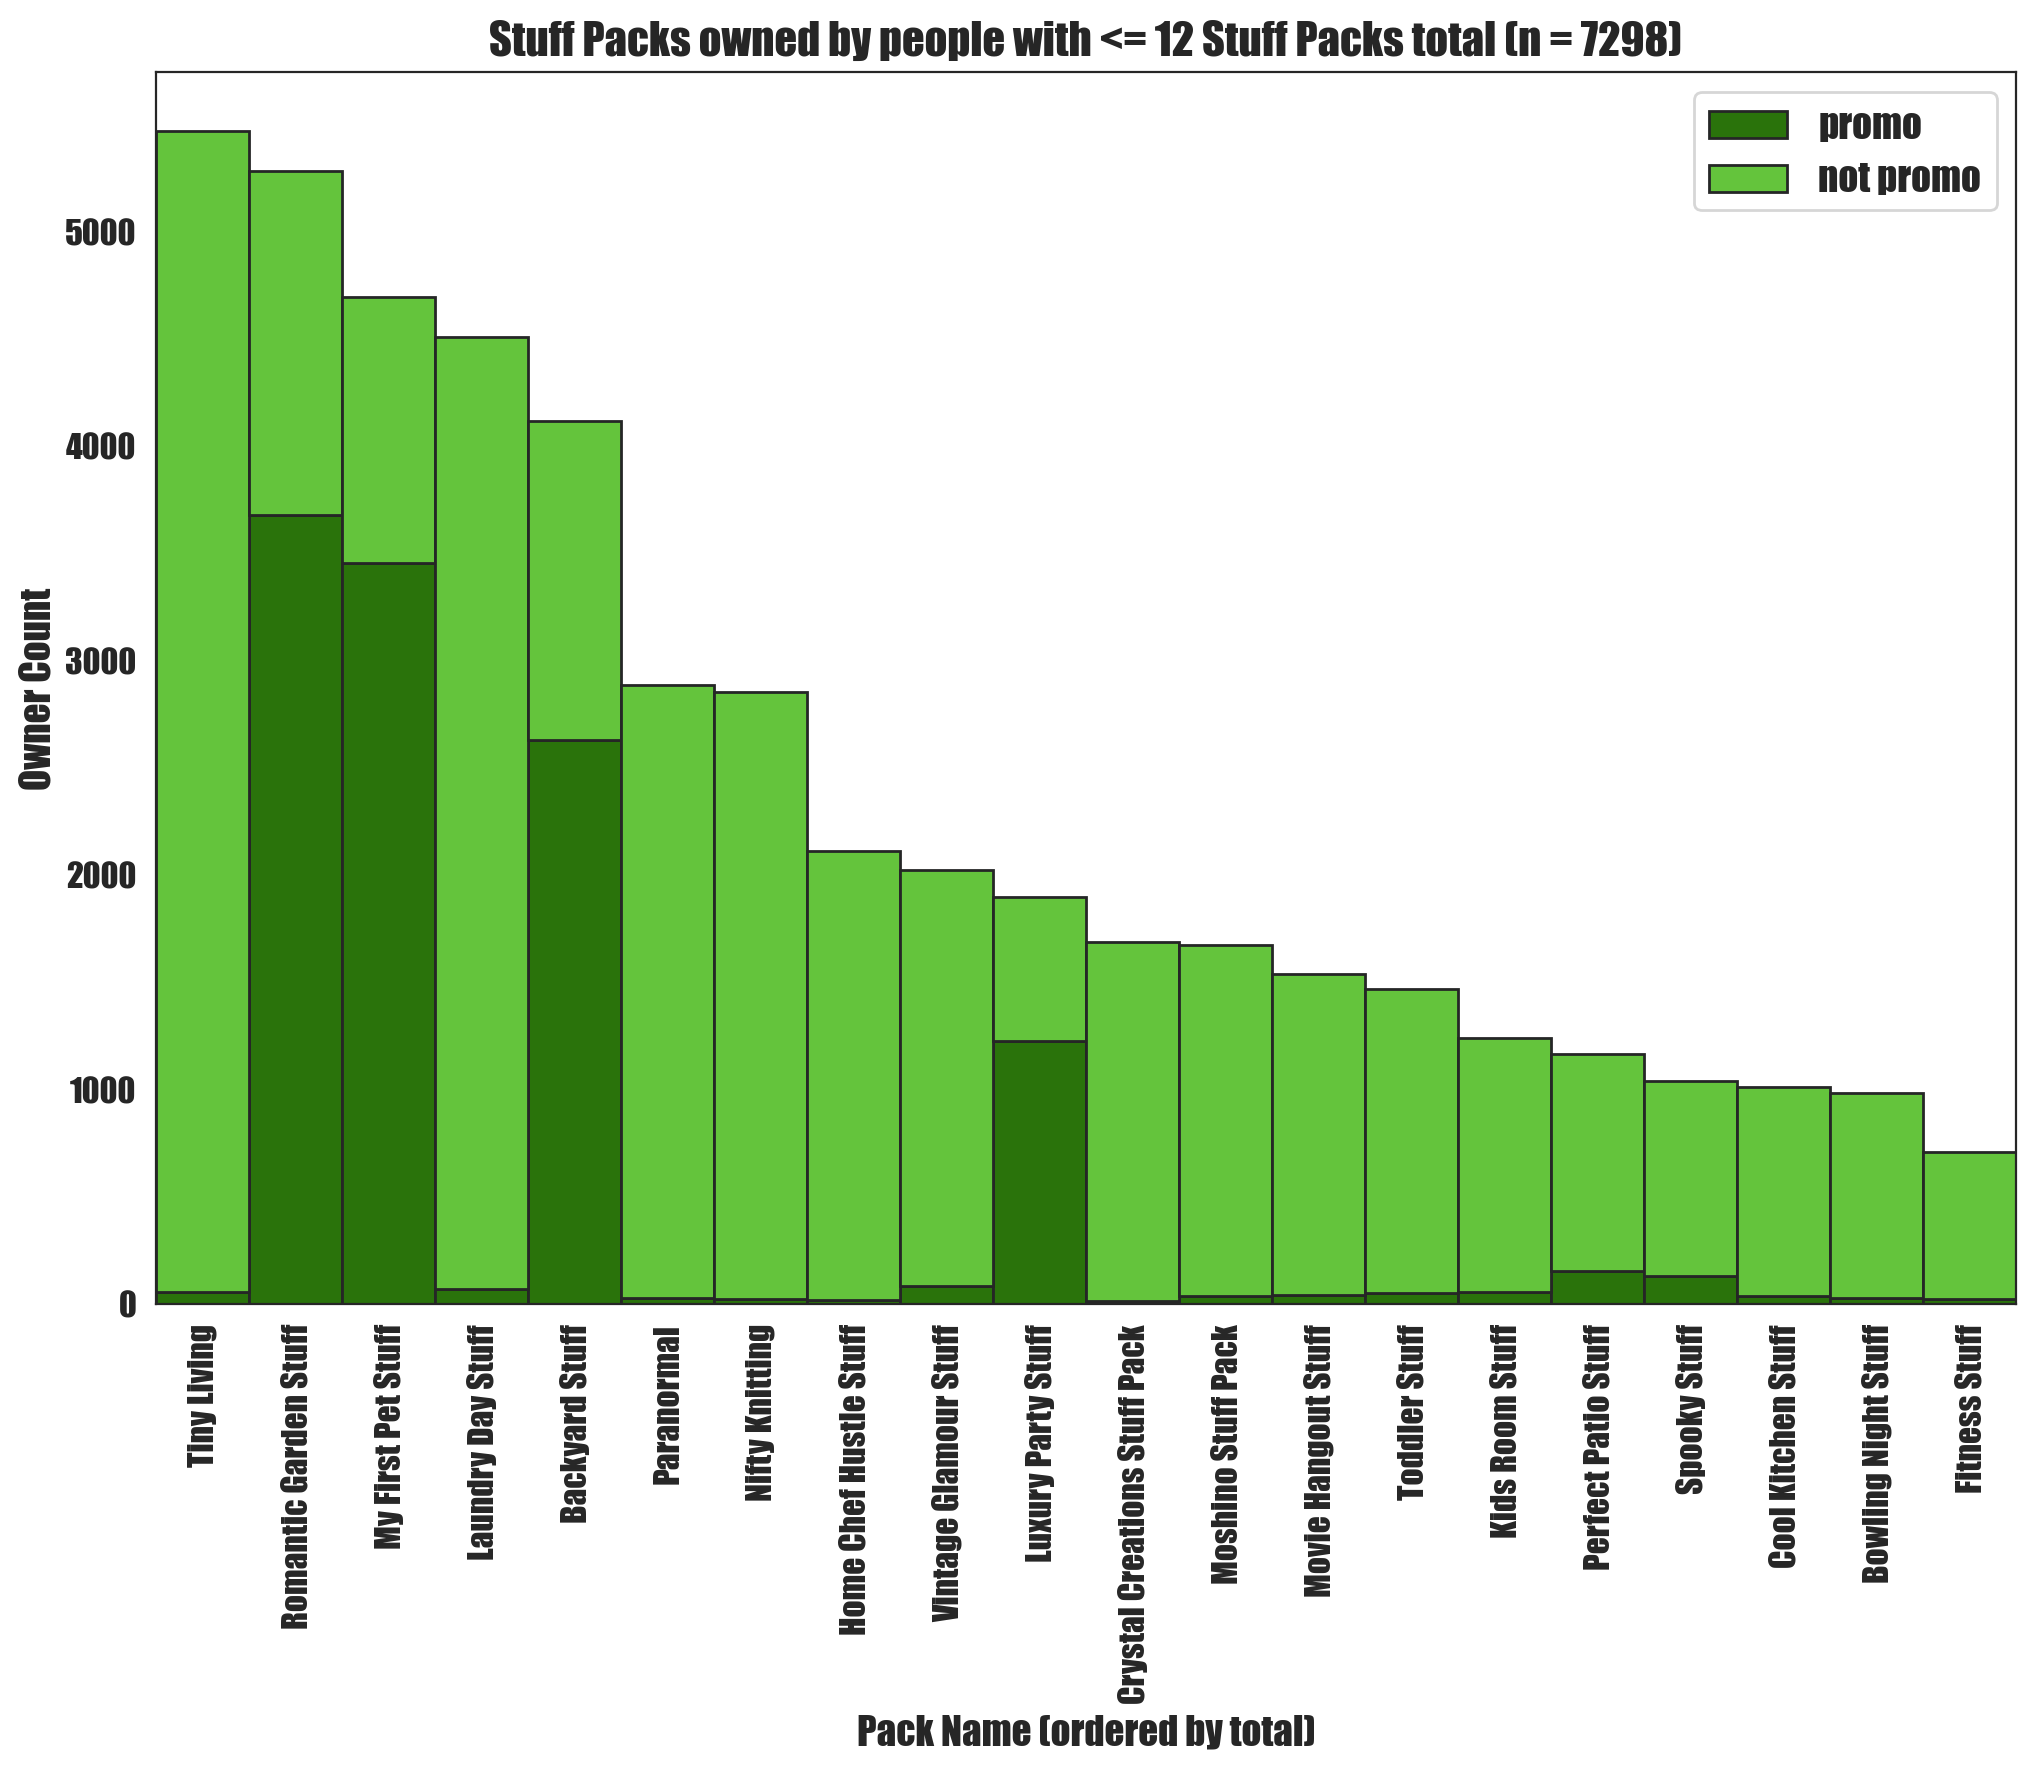 Stuff Packs owned by people with <= 12 Stuff Packs total (n = 7298)
promo
not promo
Owner Count
5000
4000
3000
2000
1000
0
Tiny Living
Romantic Garden Stuff
My First Pet Stuff
Laundry Day Stuff
Backyard Stuff
Paranormal
Nifty Knitting
Home Chef Hustle Stuff
Vintage Glamour Stuff
Luxury Party Stuff
Crystal Creations Stuff Pack
Moshino Stuff Pack
Movie Hangout Stuff
Toddler Stuff
Kids Room Stuff
Perfect Patio Stuff
Spooky Stuff
Cool Kitchen Stuff
Bowling Night Stuff
Fitness Stuff
Pack Name (ordered by total)